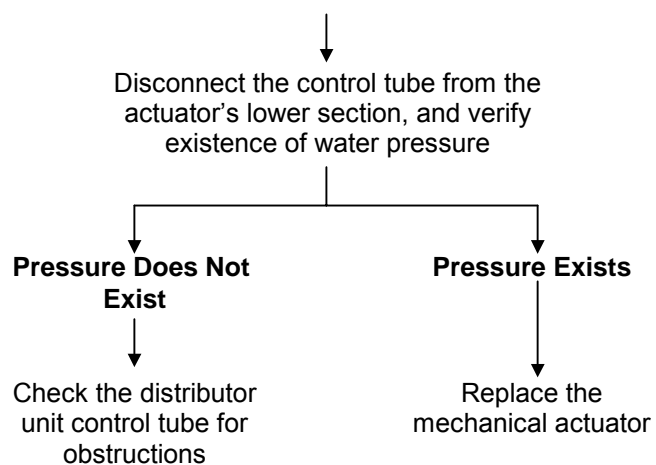 Disconnect the control tube from the
actuator's lower section, and verify
existence of water pressure
Pressure Does Not
Exist
Pressure Exists
Check the distributor
unit control tube for
obstructions
Replace the
mechanical actuator